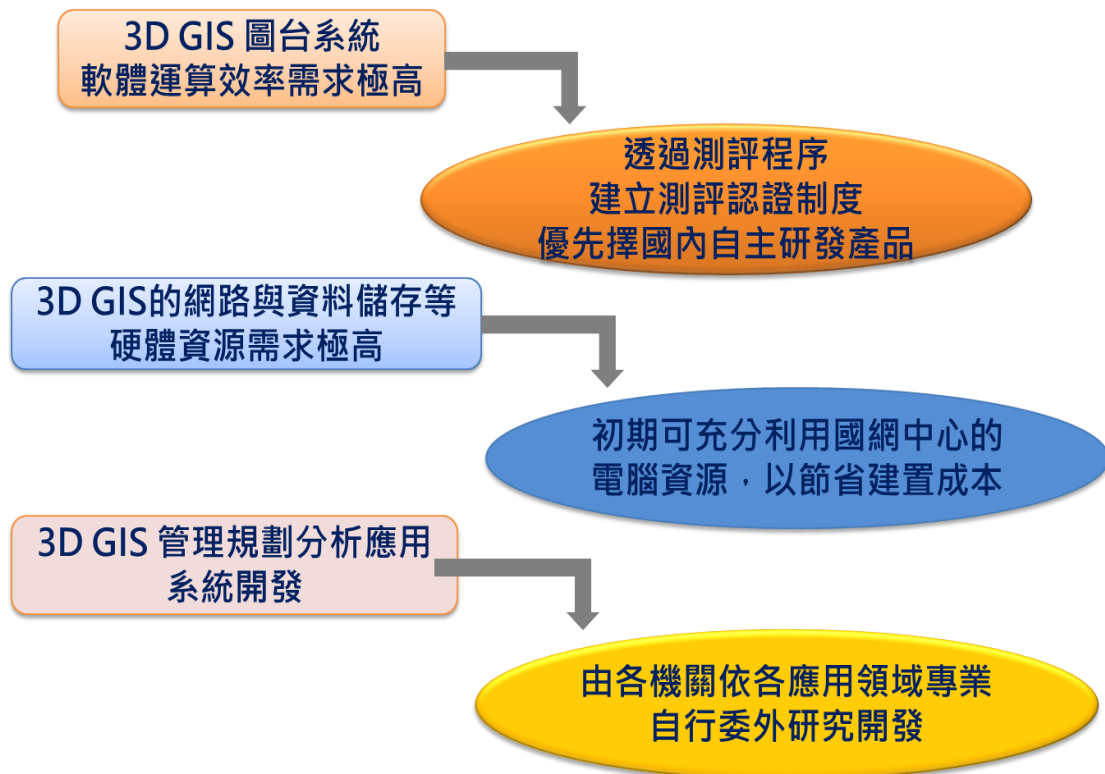 3D GIS 圖台系統
軟體運算效率需求極高
透過測評程序
建立測評認證制度
優先擇國內自主研發產品
3D GIS的網路與資料儲存等
硬體資源需求極高
初期可充分利用國網中心的
電腦資源，以節省建置成本
3D GIS 管理規劃分析應用
系統開發
由各機關依各應用領域專業
自行委外研究開發